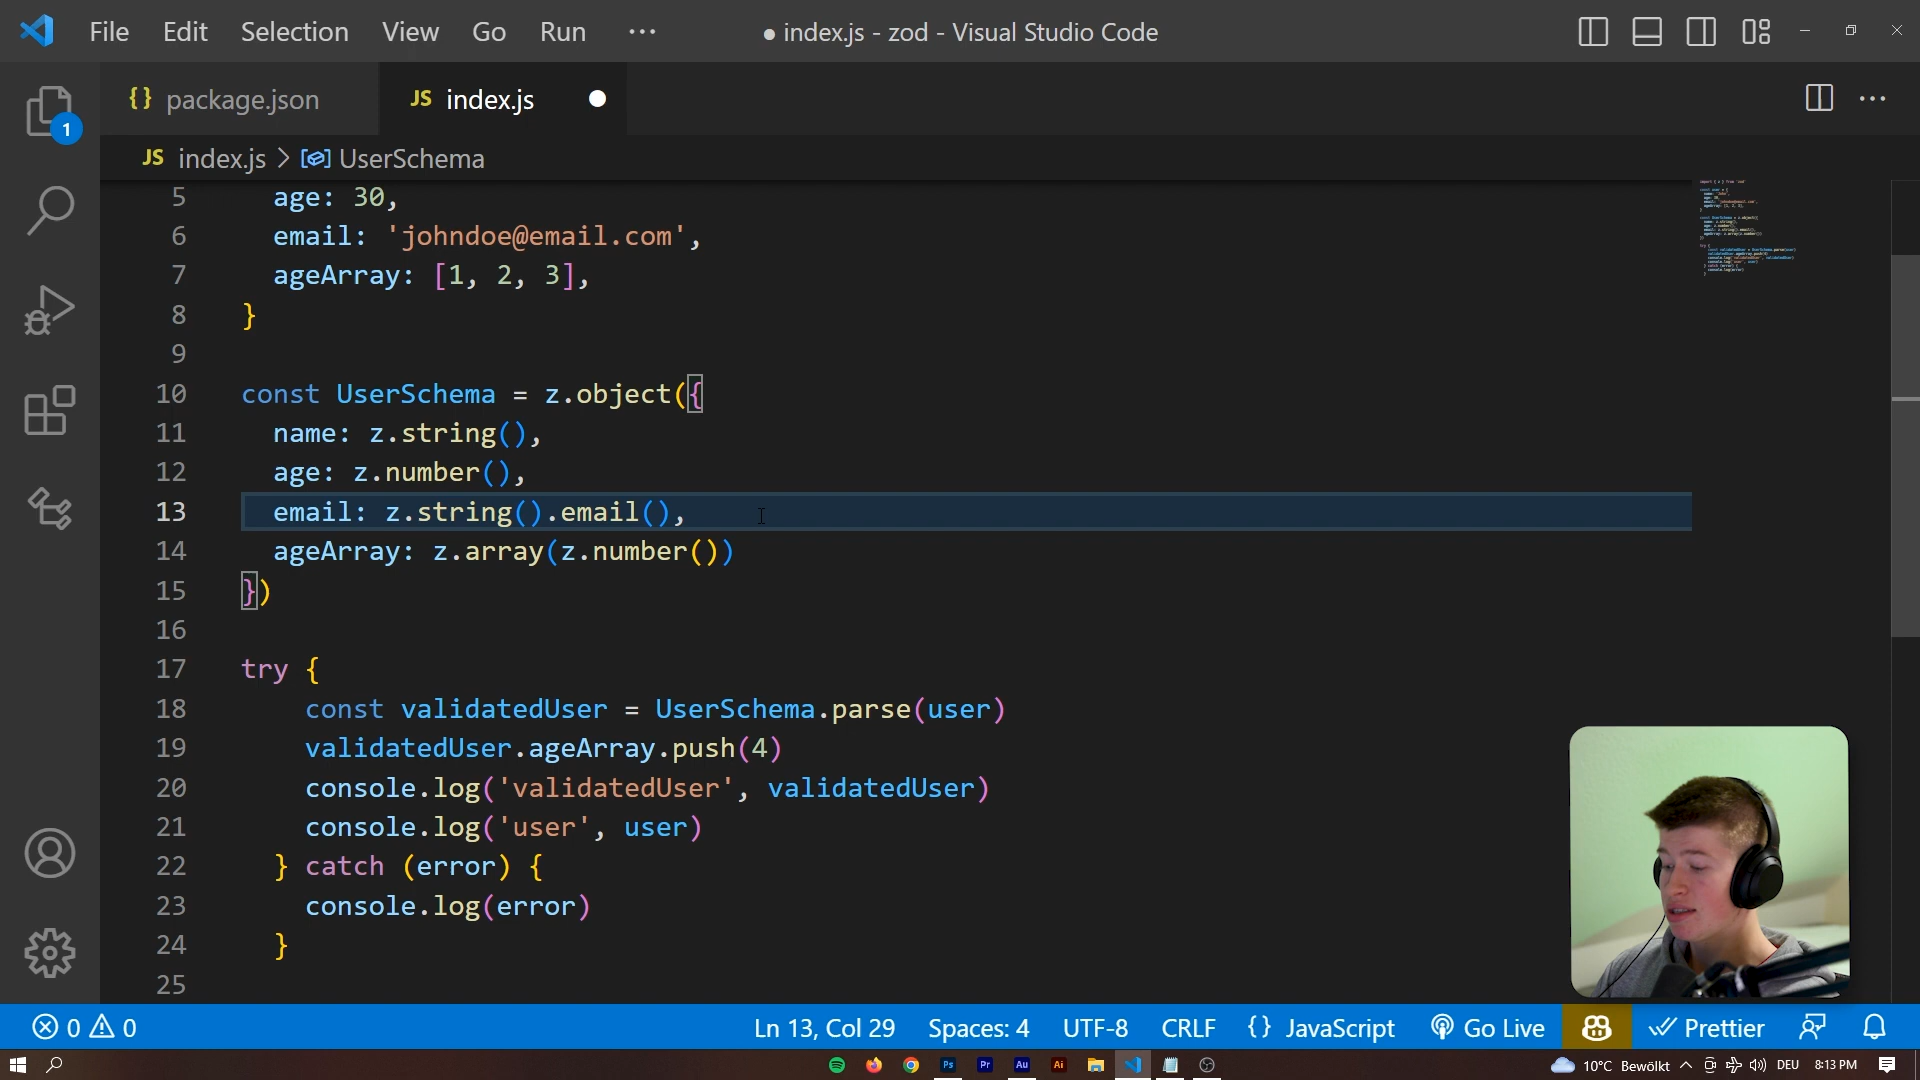 File Edit Selection View Go Run ··· ● index.js - zod - Visual Studio Code
{} package.json JS index.js ●
1
JS index.js > UserSchema
5 age: 30,
6 email: 'johndoe@email.com',
7 ageArray: [1, 2, 3],
8 }
9
10 const UserSchema = z.object({
11 name: z.string(),
12 age: z.number(),
13 email: z.string().email(),
14 ageArray: z.array(z.number())
15 })
16
17 try {
18 const validatedUser = UserSchema.parse(user)
19 validatedUser.ageArray.push(4)
20 console.log('validatedUser', validatedUser)
21 console.log('user', user)
22 } catch (error) {
23 console.log(error)
24 }
25
0 0 Ln 13, Col 29 Spaces: 4 UTF-8 CRLF {} JavaScript Go Live Prettier
Ps Pr Au Ai 10°C Bewölkt DEU 8:13 PM